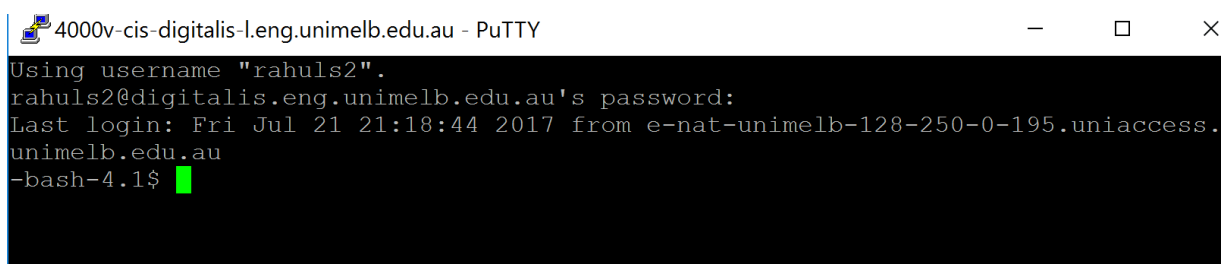 4000v-cis-digitalis-l.eng.unimelb.edu.au - PuTTY
Using username "rahuls2".
rahuls2@digitalis.eng.unimelb.edu.au's password:
Last login: Fri Jul 21 21:18:44 2017 from e-nat-unimelb-128-250-0-195.uniaccess.
unimelb.edu.au
-bash-4.1$